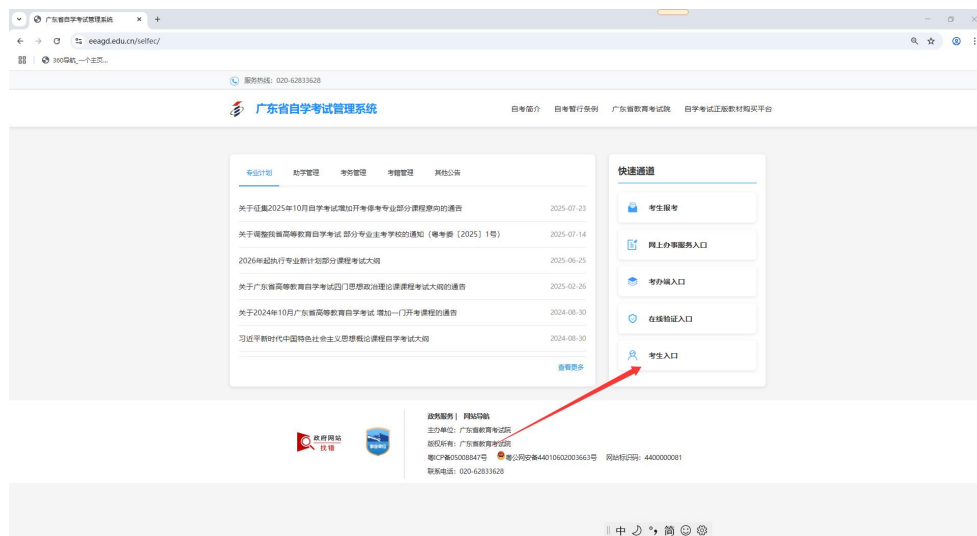 广东省自学考试管理系统
eeagd.edu.cn/selfec/
360导航_一个主页...
服务热线：020-62833628
广东省自学考试管理系统
自考简介 自考暂行条例 广东省教育考试院 自学考试正版教材购买平台
专业计划 助学管理 考务管理 考籍管理 其他公告
关于征集2025年10月自学考试增加开考停考专业部分课程意向的通告 2025-07-23
关于调整我省高等教育自学考试 部分专业主考学校的通知（粤考委〔2025〕1号） 2025-07-14
2026年起执行专业新计划部分课程考试大纲 2025-06-25
关于广东省高等教育自学考试四门思想政治理论课课程考试大纲的通告 2025-02-26
关于2024年10月广东省高等教育自学考试 增加一门开考课程的通告 2024-08-30
习近平新时代中国特色社会主义思想概论课程自学考试大纲 2024-08-30
查看更多
快速通道
考生报考
网上办事服务入口
考办端入口
在线验证入口
考生入口
政府网站
找错
事业单位
政务服务 | 网站导航
主办单位：广东省教育考试院
版权所有：广东省教育考试院
粤ICP备05008847号 粤公网安备44010602003663号 网站标识码：4400000081
联系电话：020-62833628
中 简